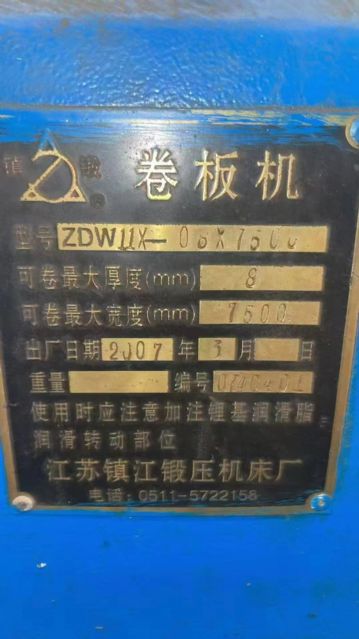 镇 锻 ® 卷板机
型号 ZDW11X-08X7500
可卷最大厚度(mm) 8
可卷最大宽度(mm) 7500
出厂日期 2007 年 3 月 日
重量 编号
使用时应注意加注锂基润滑脂
润滑转动部位
江苏镇江锻压机床厂
电话:0511-5722158